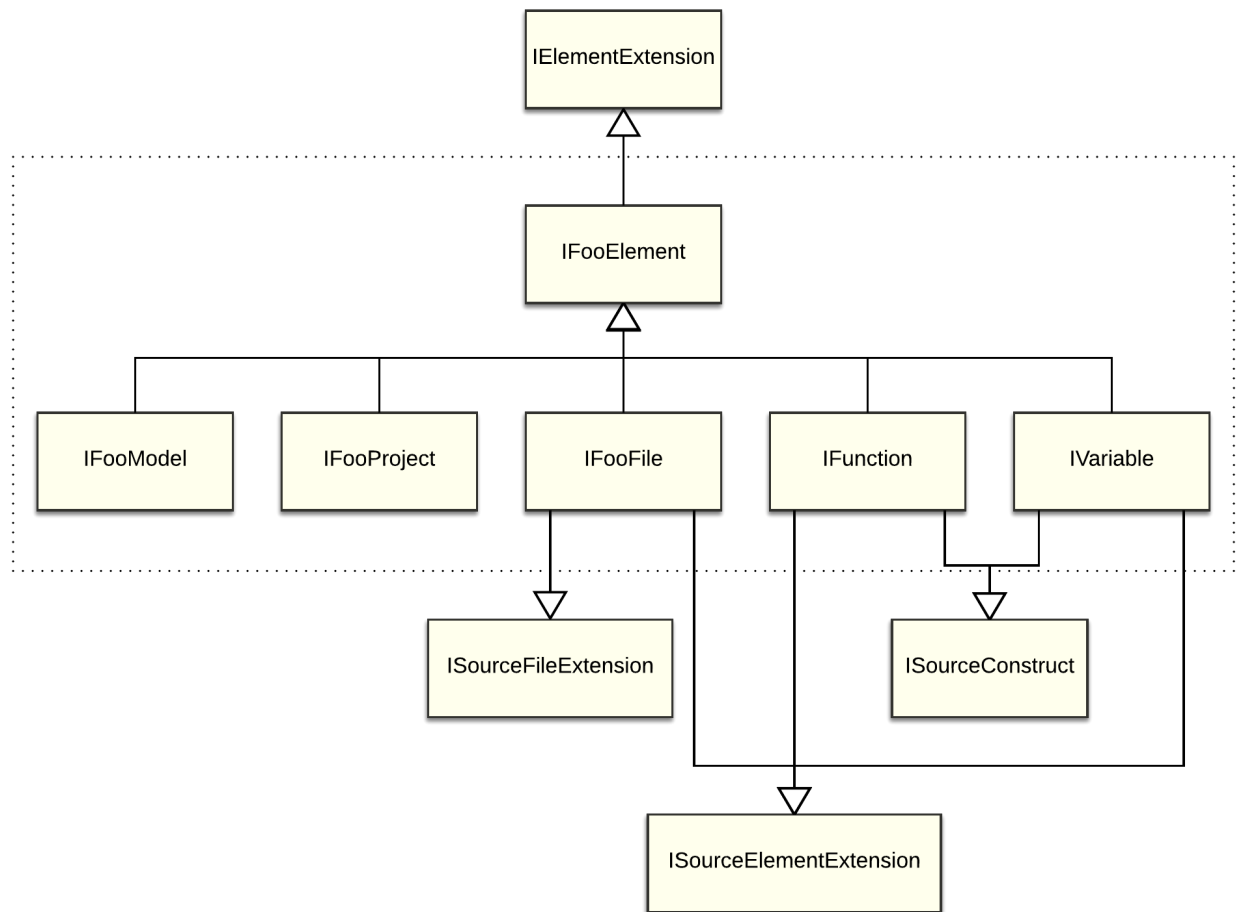 IElementExtension
IFooElement
IFooModel
IFooProject
IFooFile
IFunction
IVariable
ISourceFileExtension
ISourceConstruct
ISourceElementExtension